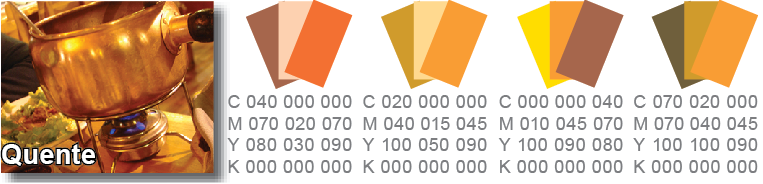 Quente
C 040 000 000
M 070 020 070
Y 080 030 090
K 000 000 000
C 020 000 000
M 040 015 045
Y 100 050 090
K 000 000 000
C 000 000 040
M 010 045 070
Y 100 090 080
K 000 000 000
C 070 020 000
M 070 040 045
Y 100 100 090
K 000 000 000